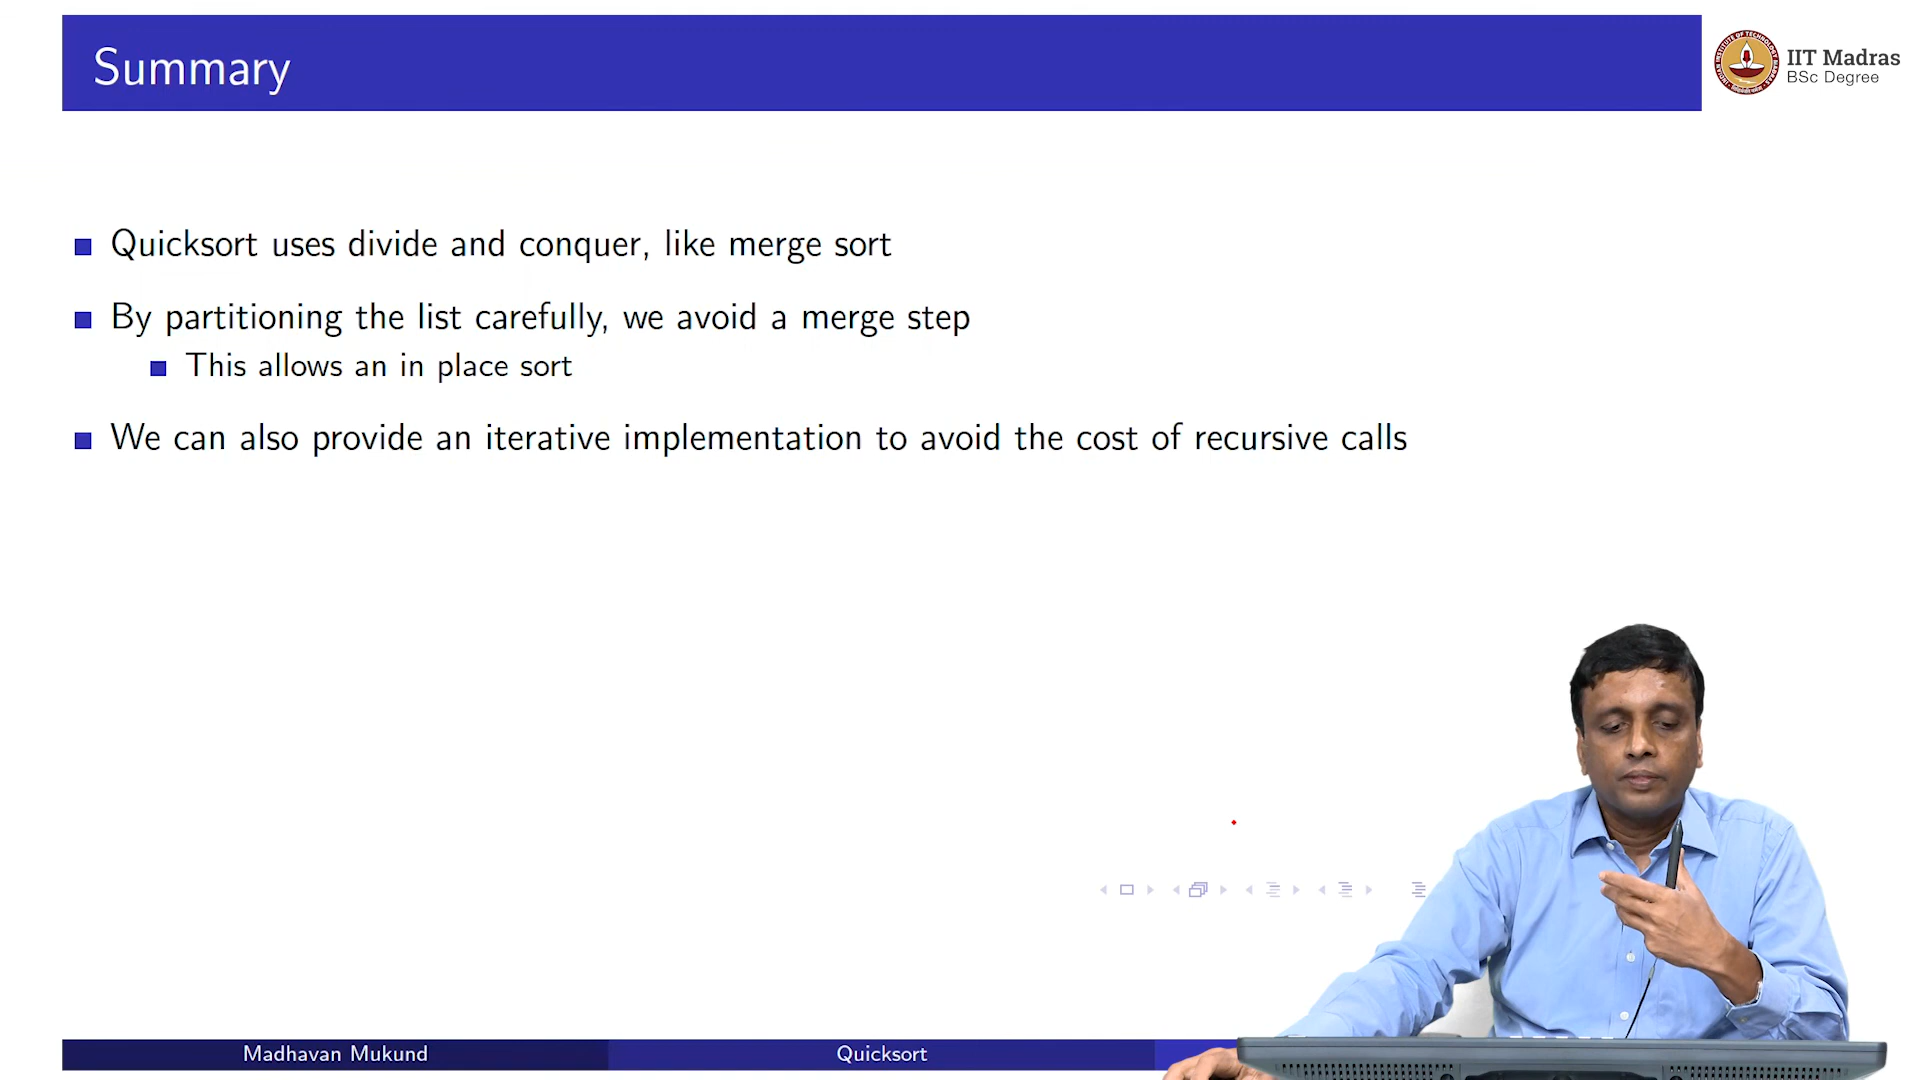 Summary
IIT Madras
BSc Degree
Quicksort uses divide and conquer, like merge sort
By partitioning the list carefully, we avoid a merge step
This allows an in place sort
We can also provide an iterative implementation to avoid the cost of recursive calls
Madhavan Mukund
Quicksort